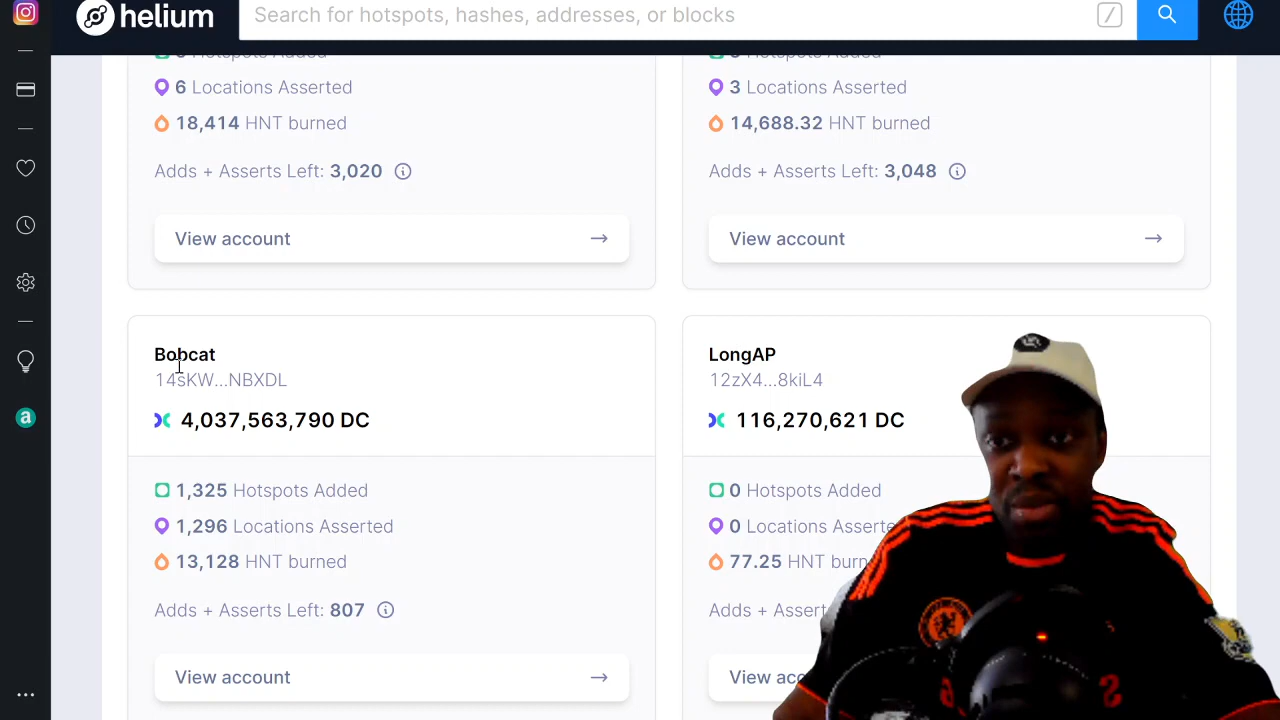 helium
Search for hotspots, hashes, addresses, or blocks
/
6 Locations Asserted
18,414 HNT burned
Adds + Asserts Left: 3,020
View account
3 Locations Asserted
14,688.32 HNT burned
Adds + Asserts Left: 3,048
View account
Bobcat
14sKW...NBXDL
4,037,563,790 DC
1,325 Hotspots Added
1,296 Locations Asserted
13,128 HNT burned
Adds + Asserts Left: 807
View account
LongAP
12zX4...8kiL4
116,270,621 DC
0 Hotspots Added
0 Locations Asserte
77.25 HNT burn
Adds + Assert
View acc
a